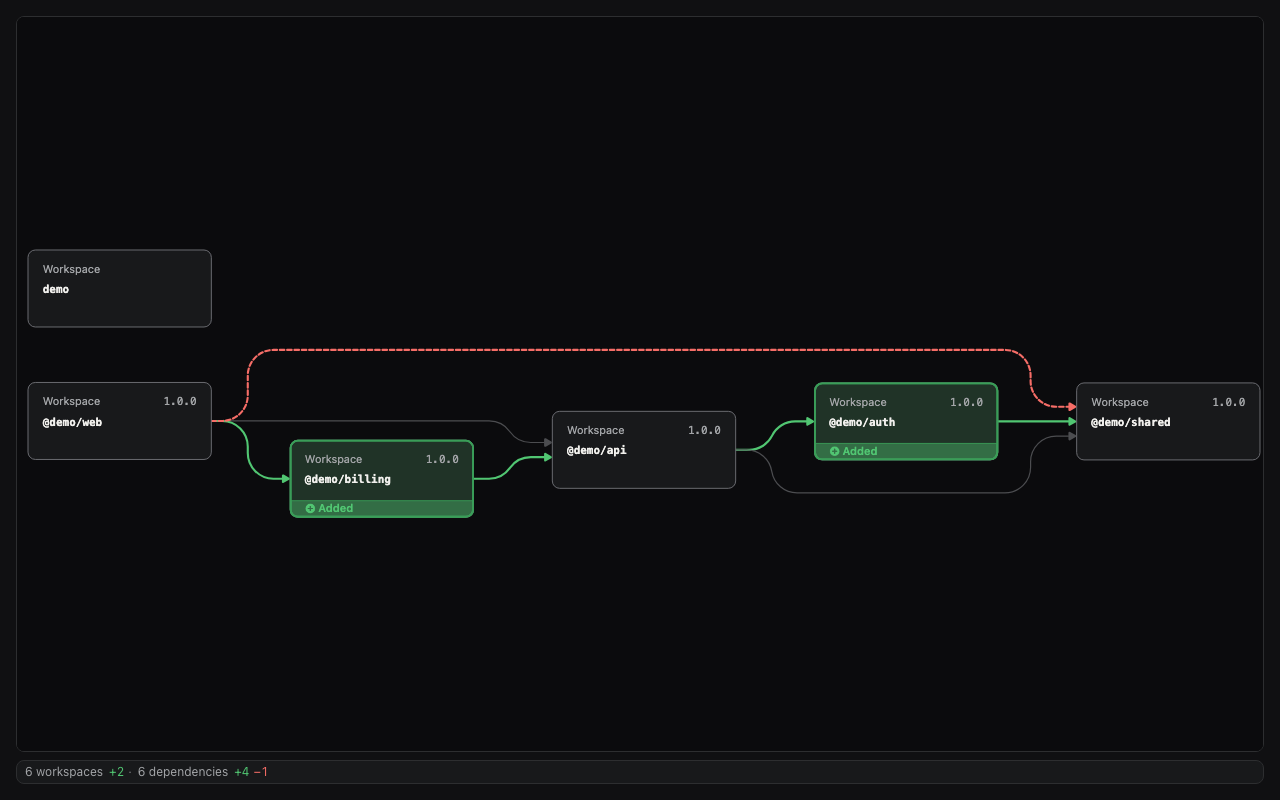 Workspace
demo
Workspace 1.0.0
@demo/web
Workspace 1.0.0
@demo/billing
Added
Workspace 1.0.0
@demo/api
Workspace 1.0.0
@demo/auth
Added
Workspace 1.0.0
@demo/shared
6 workspaces +2 · 6 dependencies +4 −1